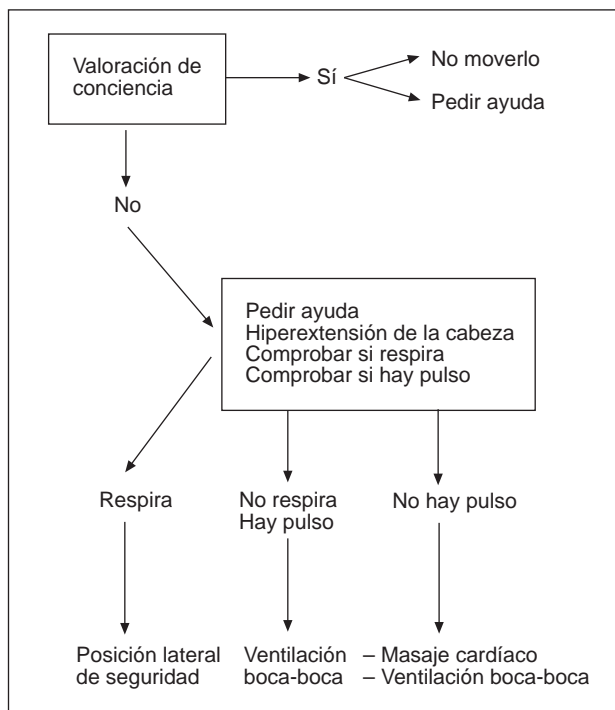 Valoración de
conciencia
Sí
No moverlo
Pedir ayuda
No
Pedir ayuda
Hiperextensión de la cabeza
Comprobar si respira
Comprobar si hay pulso
Respira
No respira
Hay pulso
No hay pulso
Posición lateral
de seguridad
Ventilación
boca-boca
– Masaje cardíaco
– Ventilación boca-boca